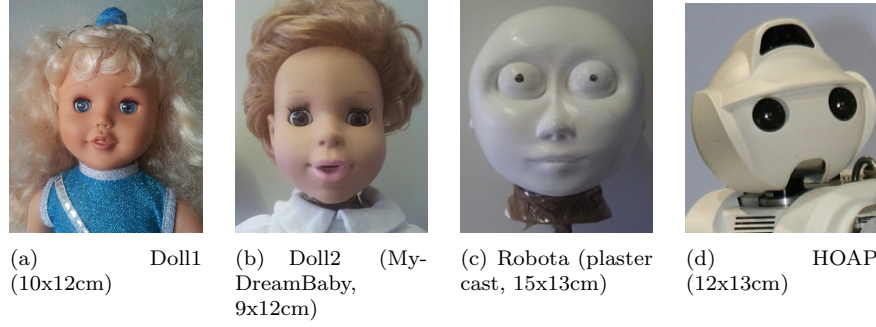 (a) Doll1
(10x12cm)
(b) Doll2 (My-
DreamBaby,
9x12cm)
(c) Robota (plaster
cast, 15x13cm)
(d) HOAP
(12x13cm)